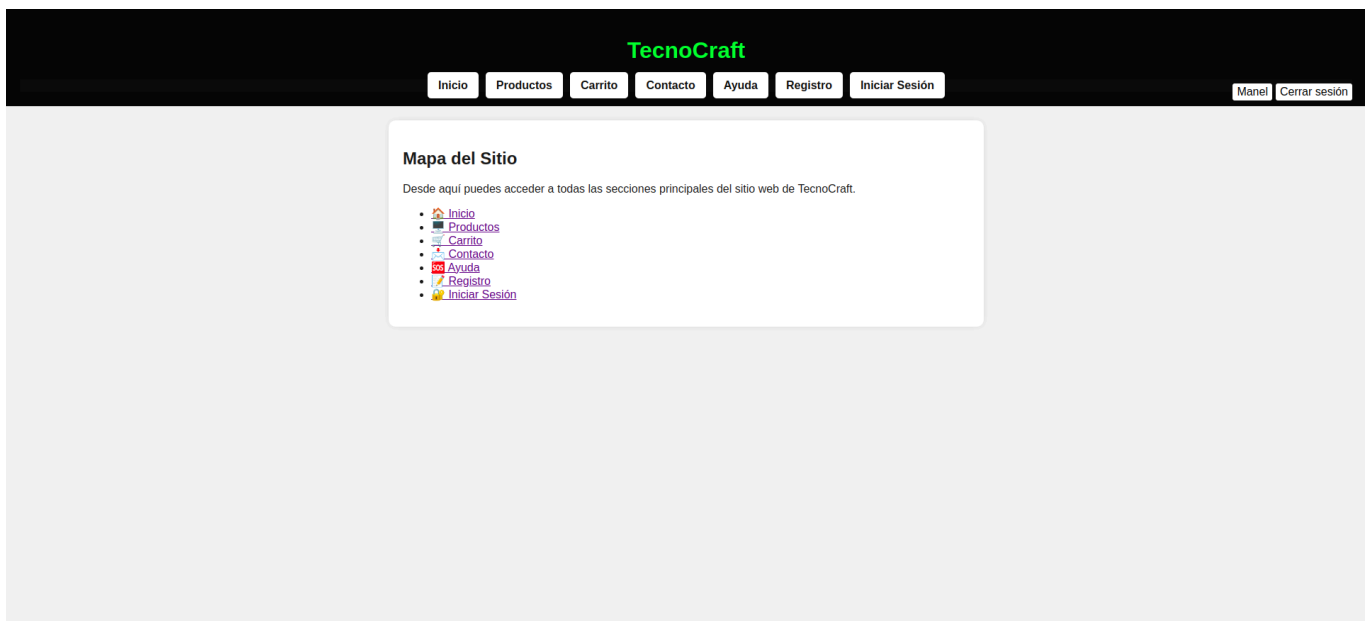 TecnoCraft
Inicio Productos Carrito Contacto Ayuda Registro Iniciar Sesión
Manel Cerrar sesión
Mapa del Sitio
Desde aquí puedes acceder a todas las secciones principales del sitio web de TecnoCraft.
🏠 Inicio
🖥️ Productos
🛒 Carrito
📩 Contacto
🆘 Ayuda
📝 Registro
🔐 Iniciar Sesión